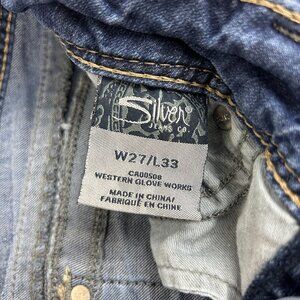 Silver
JEANS CO.
W27/L33
CA00508
WESTERN GLOVE WORKS
MADE IN CHINA/
FABRIQUÉ EN CHINE